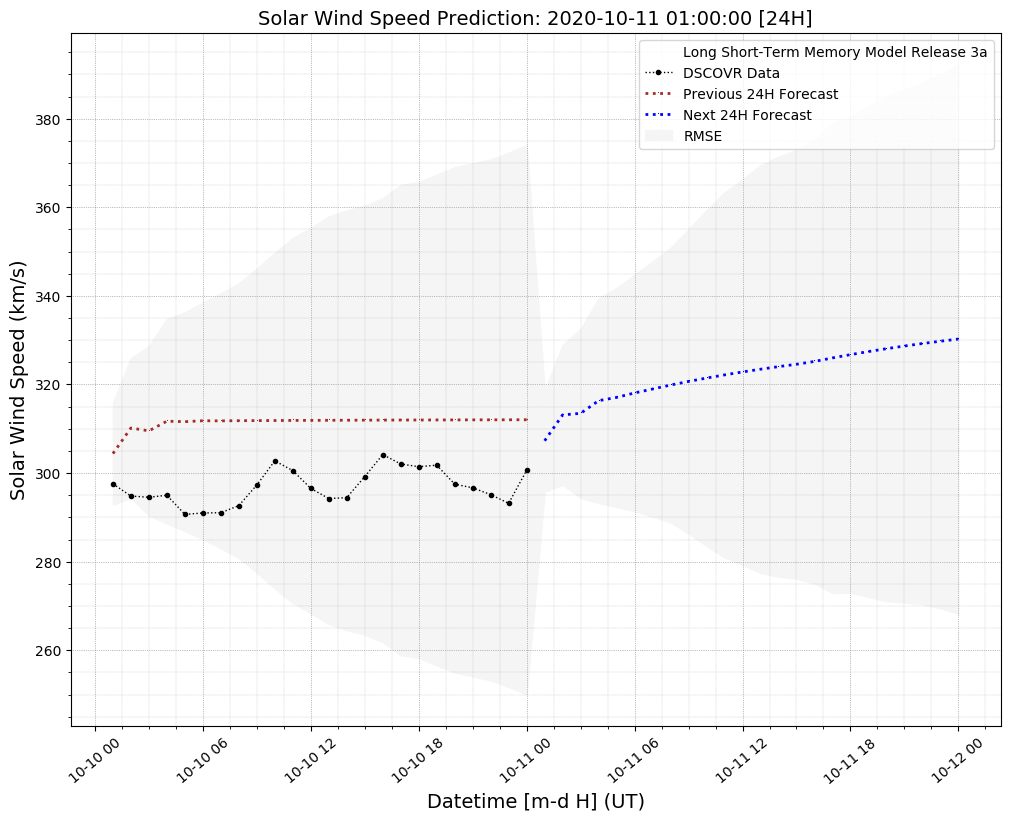 Solar Wind Speed Prediction: 2020-10-11 01:00:00 [24H]
Long Short-Term Memory Model Release 3a
DSCOVR Data
Previous 24H Forecast
Next 24H Forecast
RMSE
Solar Wind Speed (km/s)
380
360
340
320
300
280
260
10-10 00
10-10 06
10-10 12
10-10 18
10-11 00
10-11 06
10-11 12
10-11 18
10-12 00
Datetime [m-d H] (UT)